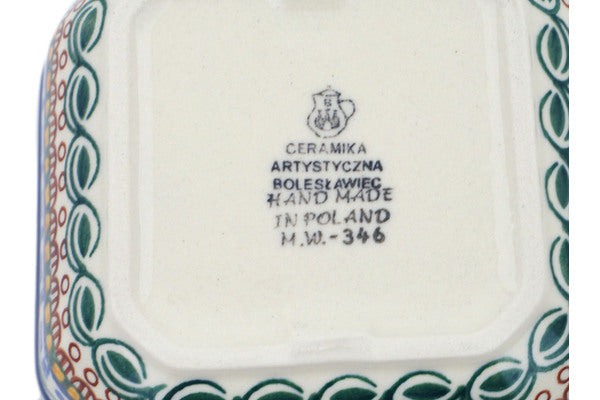 B
CERAMIKA
ARTYSTYCZNA
BOLESŁAWIEC
HAND MADE
IN POLAND
M.W.-346